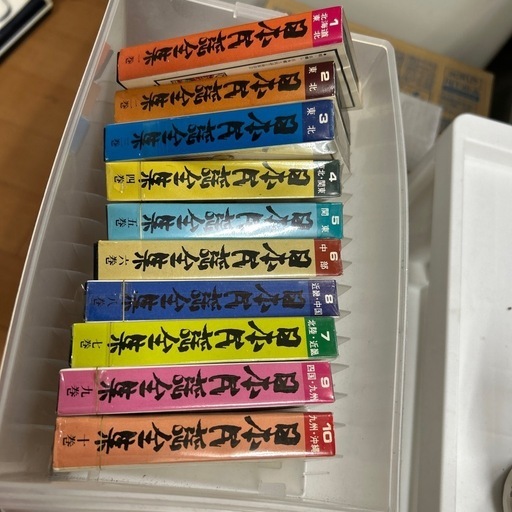 1 北海道 東北
日本民謡全集
巻
2 東北
日本民謡全集
巻
3 東北
日本民謡全集
巻
4 東北・関東
日本民謡全集
四巻
5 関東
日本民謡全集
五巻
6 中部
日本民謡全集
六巻
8 近畿・中国
日本民謡全集
八巻
7 北陸・近畿
日本民謡全集
七巻
9 四国・九州
日本民謡全集
九巻
10 九州・沖縄
日本民謡全集
十巻